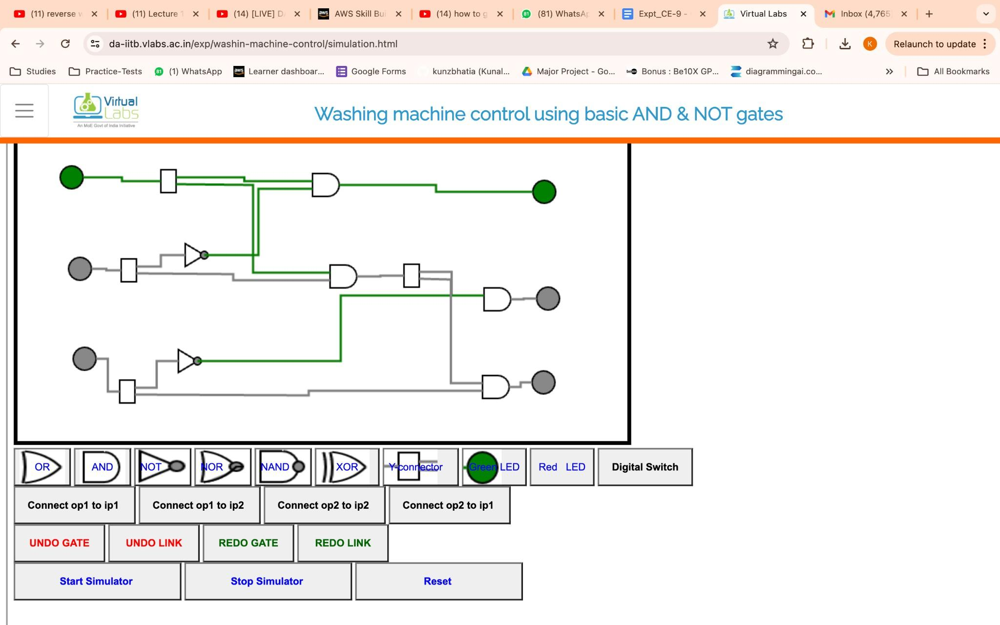 (11) reverse w
(11) Lecture 1
(14) [LIVE] D
AWS Skill Bui
(14) how to g
(81) WhatsAp
Expt_CE-9 -
Virtual Labs
Inbox (4,765
da-iitb.vlabs.ac.in/exp/washin-machine-control/simulation.html
K
Relaunch to update
Studies
Practice-Tests
(1) WhatsApp
Learner dashboar...
Google Forms
kunzbhatia (Kunal...
Major Project - Go...
Bonus : Be10X GP...
diagrammingai.co...
All Bookmarks
Virtual
Labs
An MoE Govt of India Initiative
Washing machine control using basic AND & NOT gates
OR AND NOT NOR NAND XOR Y-connector Green LED Red LED Digital Switch
Connect op1 to ip1 Connect op1 to ip2 Connect op2 to ip2 Connect op2 to ip1
UNDO GATE UNDO LINK REDO GATE REDO LINK
Start Simulator Stop Simulator Reset